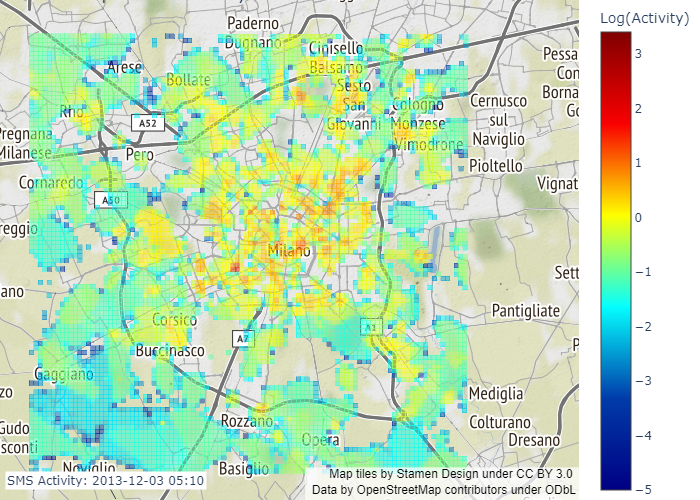 Log(Activity)
3
2
1
0
−1
−2
−3
−4
−5
Paderno
Dugnano
Cinisello
Balsamo
Arese
Bollate
Sesto
San
Giovanni
Cologno
Monzese
Vimodrone
Cernusco
sul
Naviglio
Pessa
Con
Borna
Go
Rho
A52
Pregnana
Milanese
Pero
Pioltello
Cornaredo
Vignat
A50
reggio
Milano
Sett
ano
Pantigliate
Corsico
A1
A7
Buccinasco
P
Gaggiano
zo
Mediglia
Rozzano
Colturano
Gudo
Dresano
sconti
Opera
Noviglio
Basiglio
SMS Activity: 2013-12-03 05:10
Map tiles by Stamen Design under CC BY 3.0
Data by OpenStreetMap contributors under ODbL